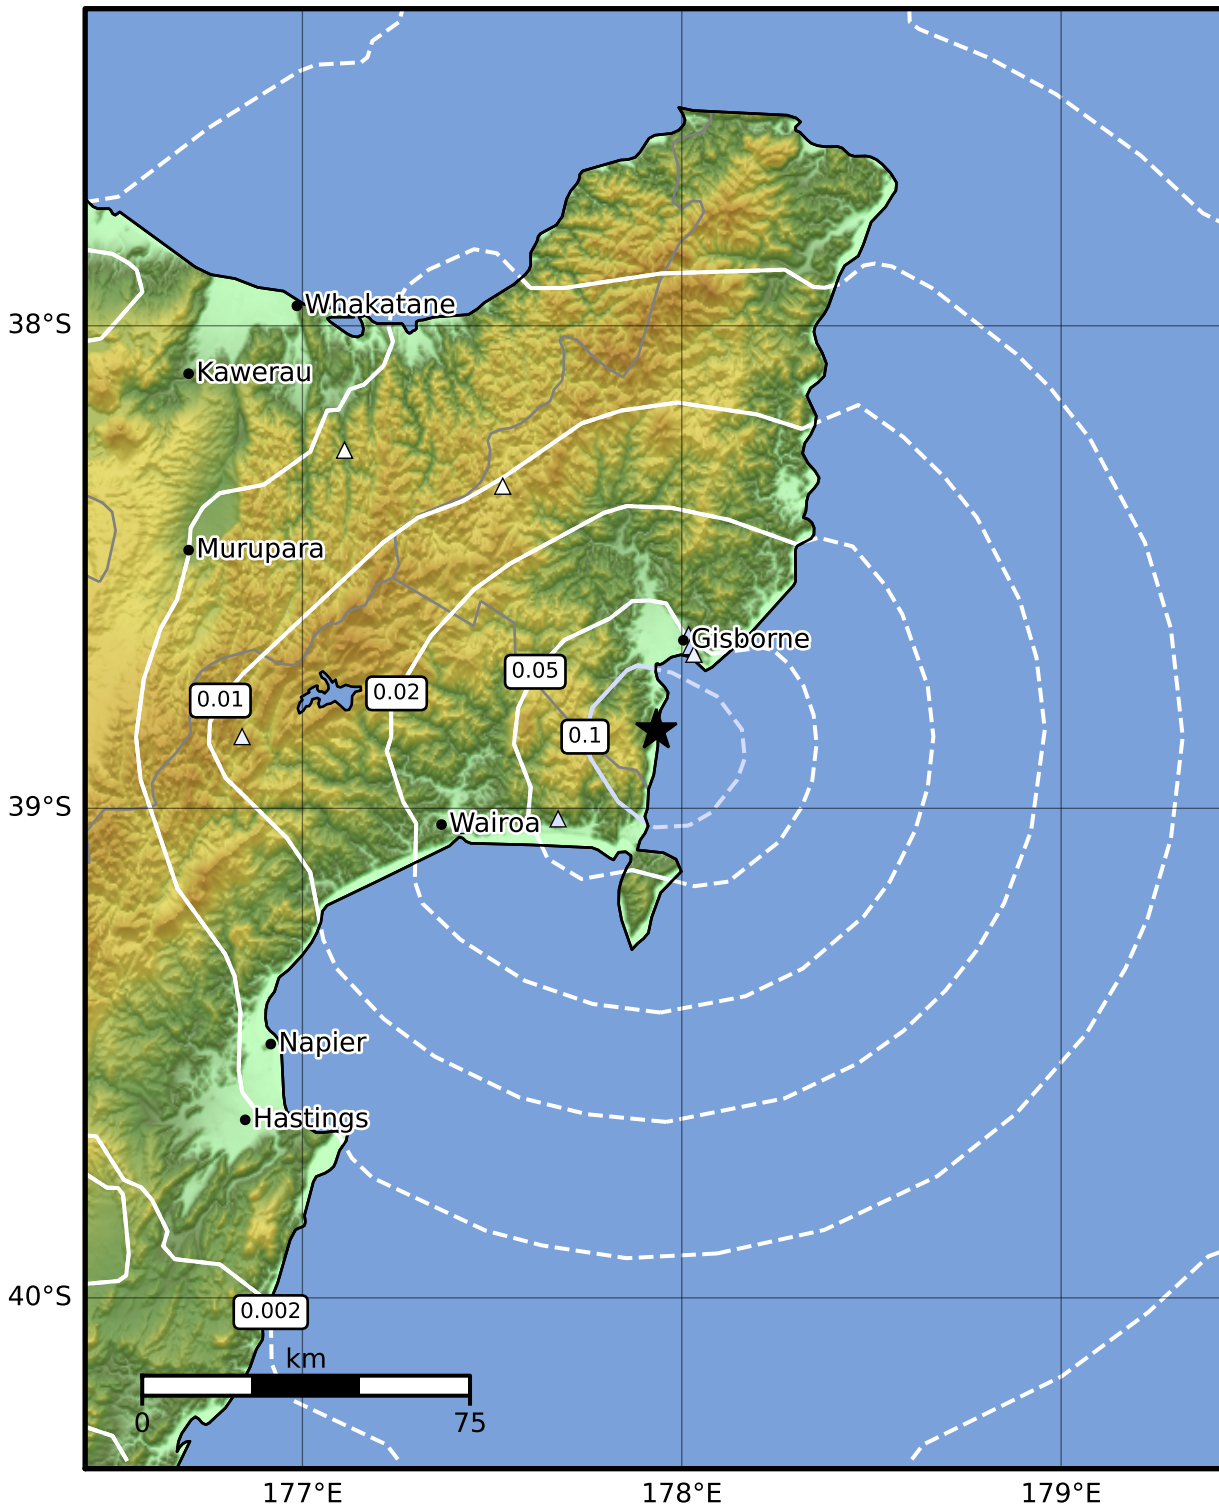 Whakatane
38°S
Kawerau
Murupara
Gisborne
0.05
0.01
0.02
0.1
39°S
Wairoa
Napier
Hastings
40°S
0.002
km
0
75
177°E
178°E
179°E